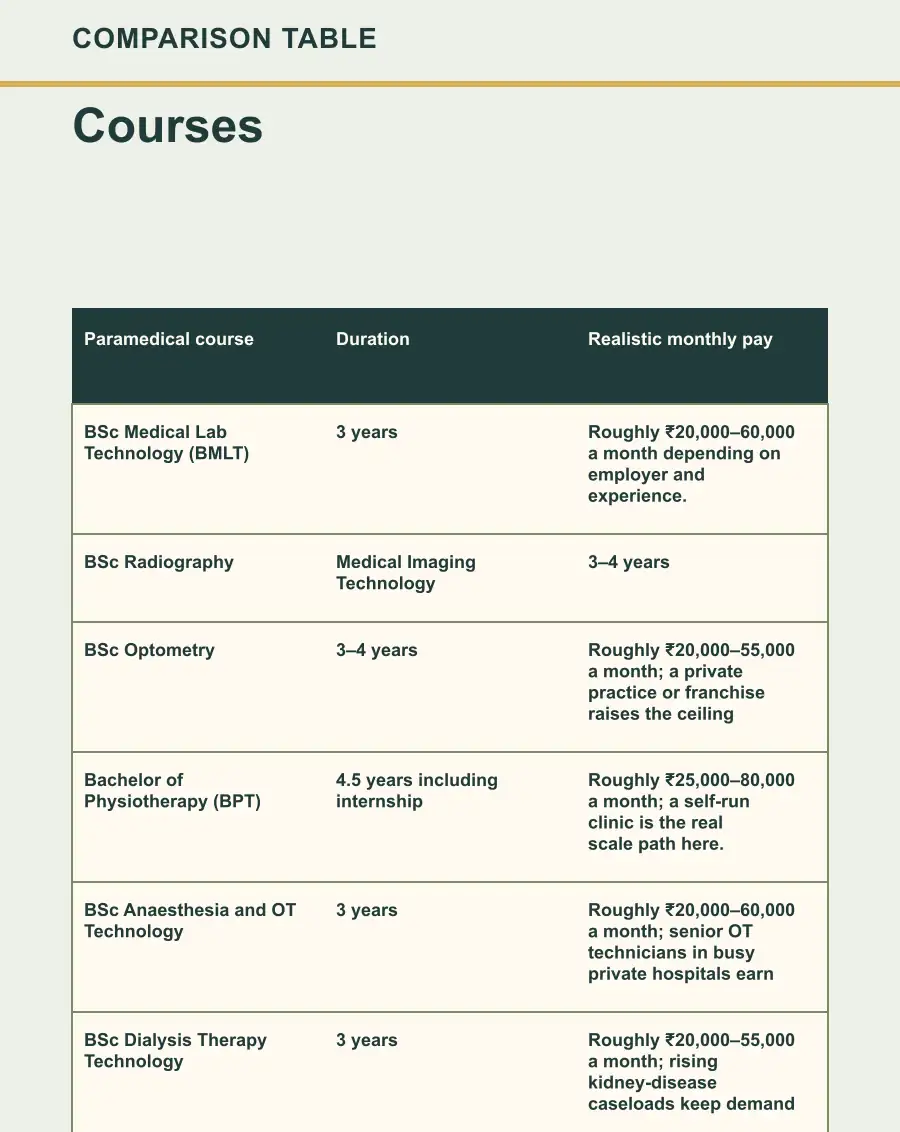 COMPARISON TABLE
Courses
Paramedical course
Duration
Realistic monthly pay
BSc Medical Lab
Technology (BMLT)
3 years
Roughly ₹20,000–60,000
a month depending on
employer and
experience.
BSc Radiography
Medical Imaging
Technology
3–4 years
BSc Optometry
3–4 years
Roughly ₹20,000–55,000
a month; a private
practice or franchise
raises the ceiling
Bachelor of
Physiotherapy (BPT)
4.5 years including
internship
Roughly ₹25,000–80,000
a month; a self-run
clinic is the real
scale path here.
BSc Anaesthesia and OT
Technology
3 years
Roughly ₹20,000–60,000
a month; senior OT
technicians in busy
private hospitals earn
BSc Dialysis Therapy
Technology
3 years
Roughly ₹20,000–55,000
a month; rising
kidney-disease
caseloads keep demand